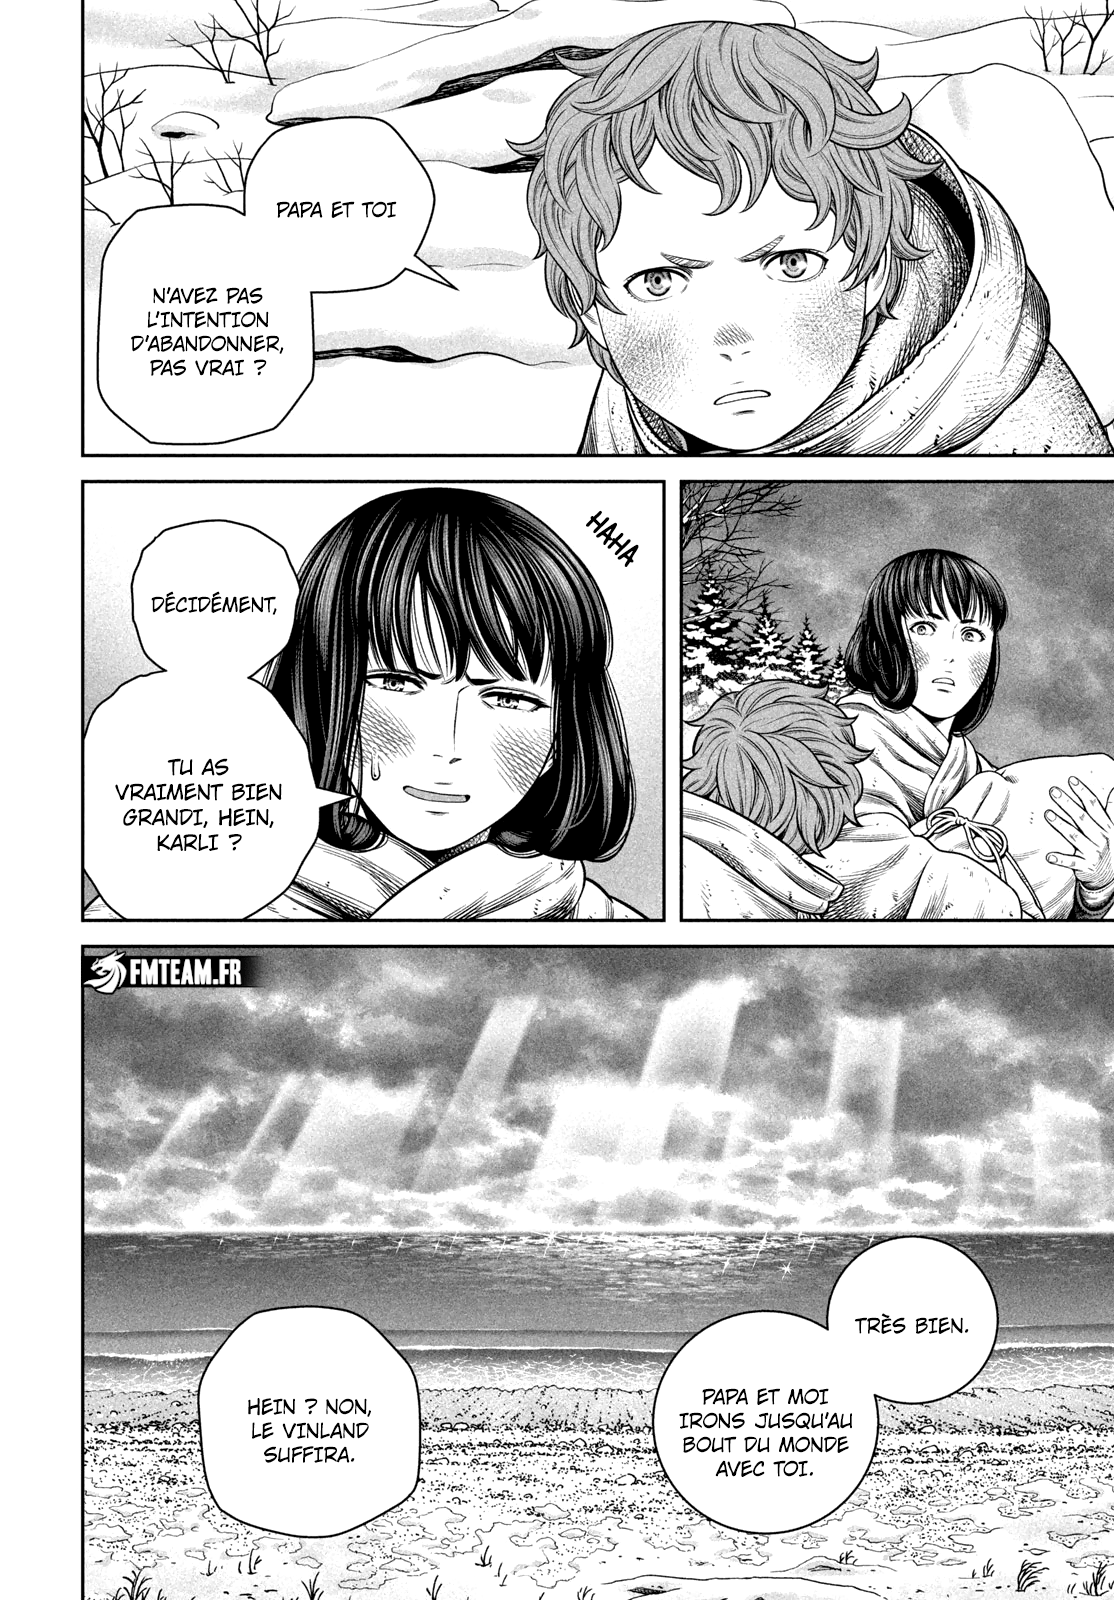 PAPA ET TOI
N'AVEZ PAS
L'INTENTION
D'ABANDONNER,
PAS VRAI ?
HAHA
DÉCIDÉMENT,
TU AS
VRAIMENT BIEN
GRANDI, HEIN,
KARLI ?
FMTEAM.FR
TRÈS BIEN.
PAPA ET MOI
IRONS JUSQU'AU
BOUT DU MONDE
AVEC TOI.
HEIN ? NON,
LE VINLAND
SUFFIRA.